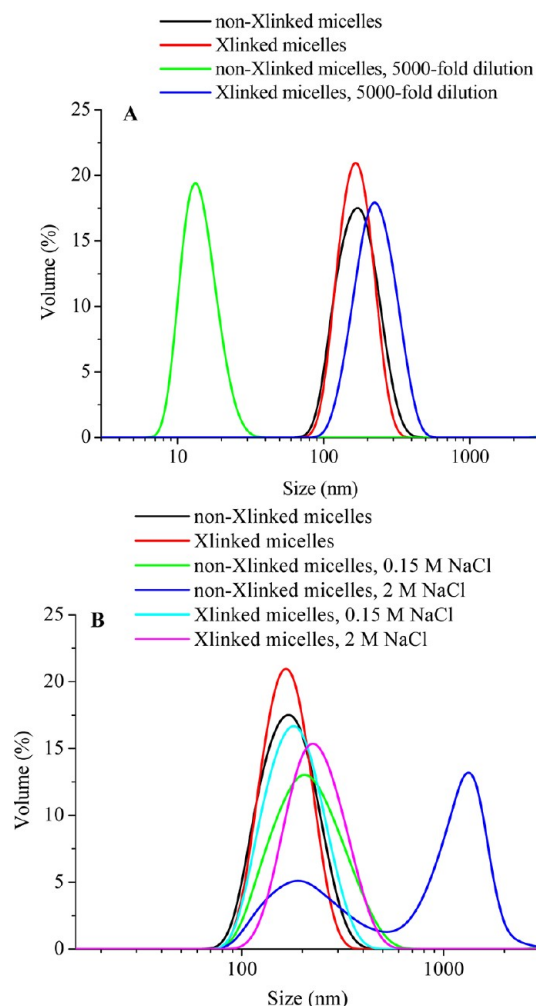 non-Xlinked micelles
Xlinked micelles
non-Xlinked micelles, 5000-fold dilution
Xlinked micelles, 5000-fold dilution
A
25
20
15
10
5
0
Volume (%)
10 100 1000
Size (nm)
non-Xlinked micelles
Xlinked micelles
non-Xlinked micelles, 0.15 M NaCl
non-Xlinked micelles, 2 M NaCl
Xlinked micelles, 0.15 M NaCl
Xlinked micelles, 2 M NaCl
B
25
20
15
10
5
0
Volume (%)
100 1000
Size (nm)